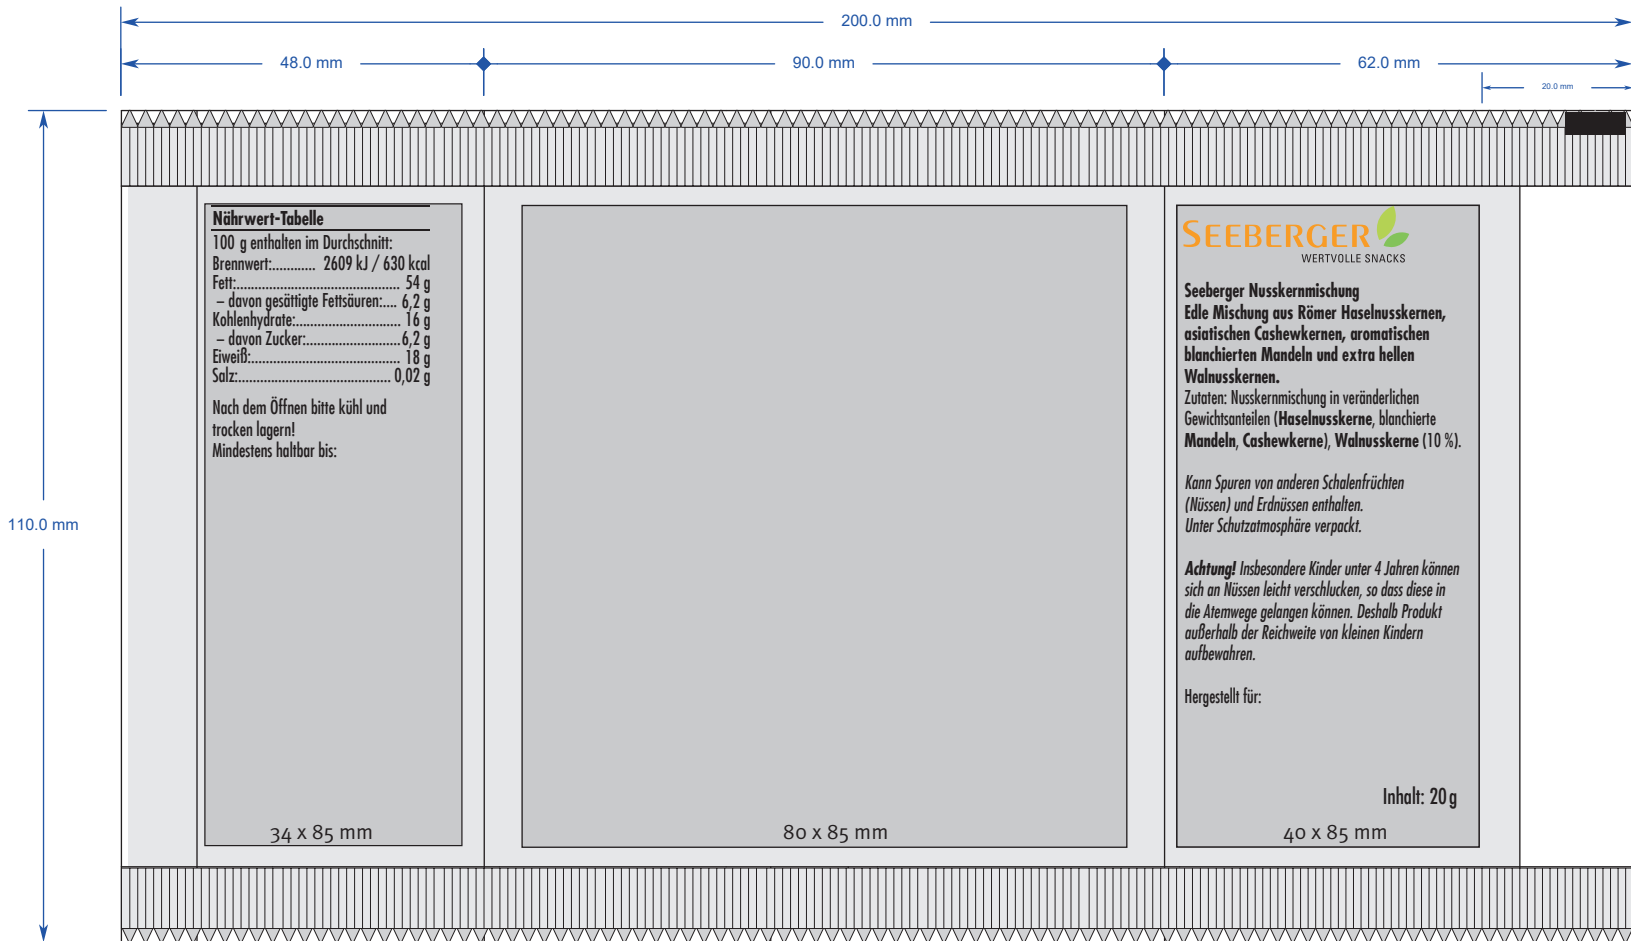 200.0 mm
48.0 mm
90.0 mm
62.0 mm
20.0 mm
110.0 mm
Nährwert-Tabelle
100 g enthalten im Durchschnitt:
Brennwert:............ 2609 kJ / 630 kcal
Fett:........................................... 54 g
– davon gesättigte Fettsäuren:.... 6,2 g
Kohlenhydrate:............................ 16 g
– davon Zucker:.........................6,2 g
Eiweiß:........................................ 18 g
Salz:......................................... 0,02 g
Nach dem Öffnen bitte kühl und
trocken lagern!
Mindestens haltbar bis:
34 x 85 mm
80 x 85 mm
SEEBERGER
WERTVOLLE SNACKS
Seeberger Nusskernmischung
Edle Mischung aus Römer Haselnusskernen,
asiatischen Cashewkernen, aromatischen
blanchierten Mandeln und extra hellen
Walnusskernen.
Zutaten: Nusskernmischung in veränderlichen
Gewichtsanteilen (Haselnusskerne, blanchierte
Mandeln, Cashewkerne), Walnusskerne (10 %).
Kann Spuren von anderen Schalenfrüchten
(Nüssen) und Erdnüssen enthalten.
Unter Schutzatmosphäre verpackt.
Achtung! Insbesondere Kinder unter 4 Jahren können
sich an Nüssen leicht verschlucken, so dass diese in
die Atemwege gelangen können. Deshalb Produkt
außerhalb der Reichweite von kleinen Kindern
aufbewahren.
Hergestellt für:
Inhalt: 20 g
40 x 85 mm